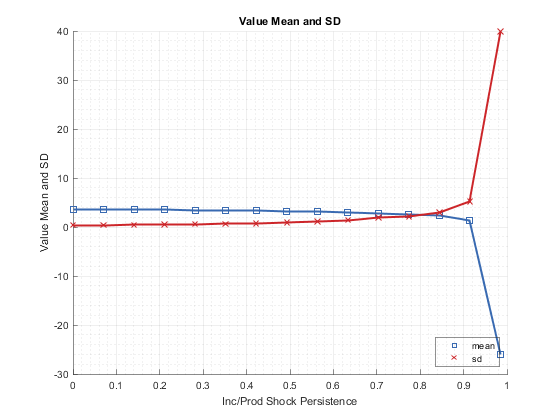 Value Mean and SD
40
30
20
10
0
-10
-20
-30
Value Mean and SD
0 0.1 0.2 0.3 0.4 0.5 0.6 0.7 0.8 0.9 1
Inc/Prod Shock Persistence
mean
sd